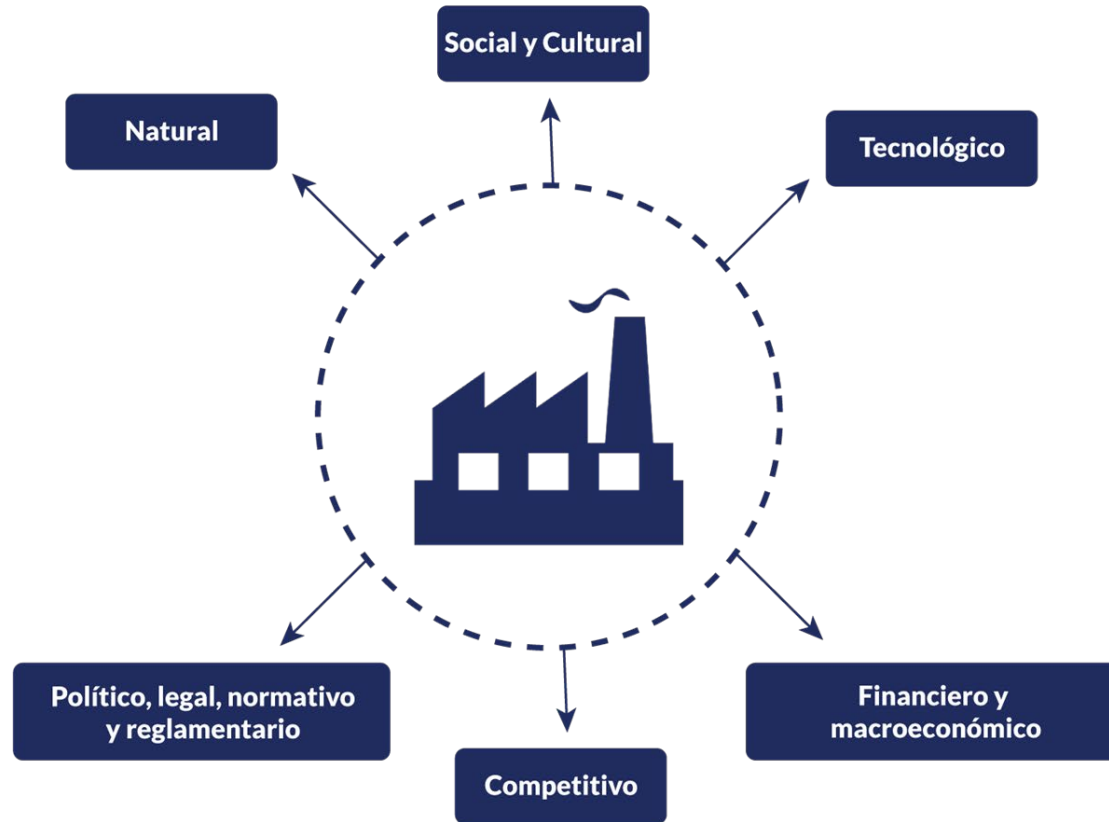 Social y Cultural
Natural
Tecnológico
Político, legal, normativo
y reglamentario
Financiero y
macroeconómico
Competitivo